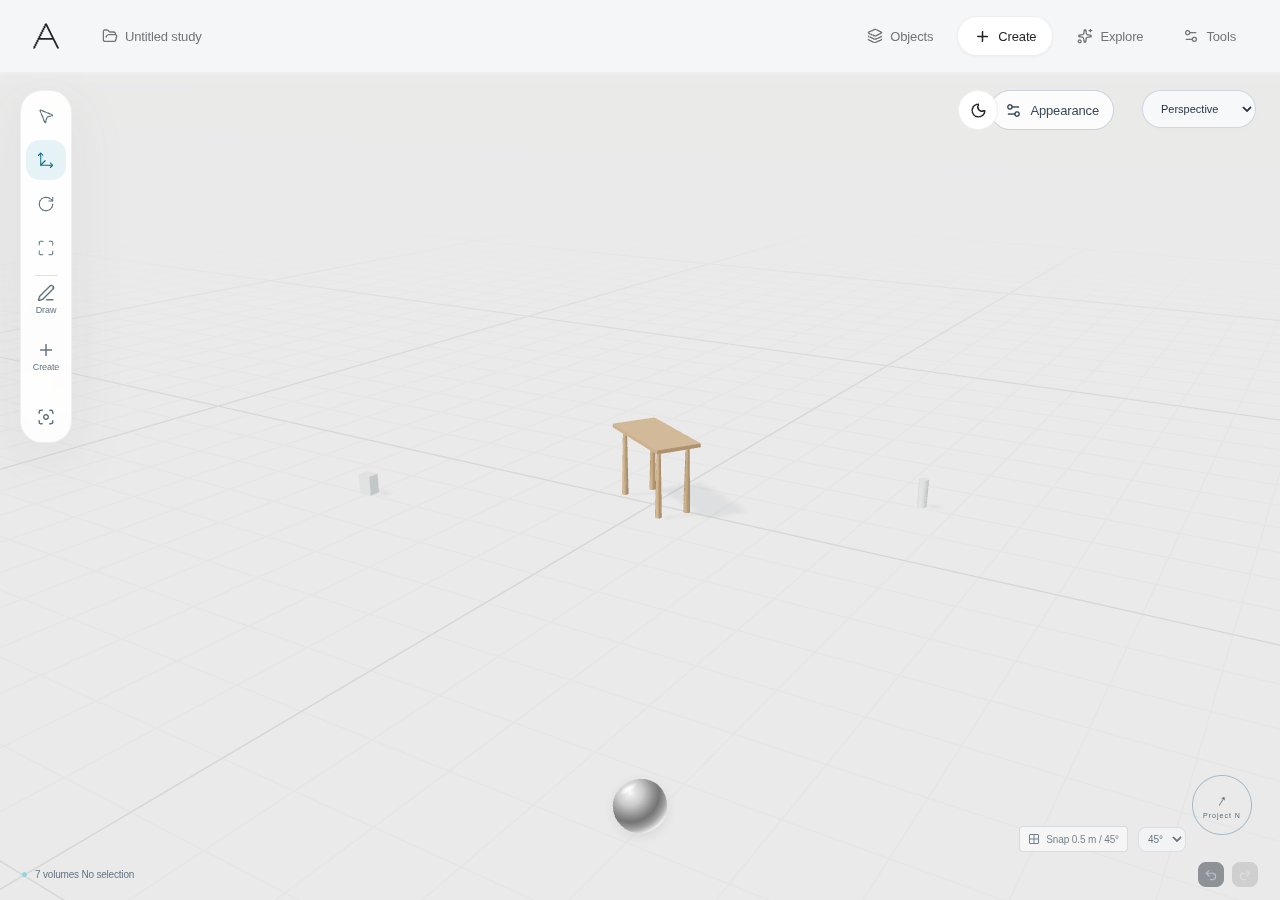 Untitled study
Objects
Create
Explore
Tools
Appearance
Perspective
Draw
Create
Project N
Snap 0.5 m / 45°
45°
7 volumes No selection